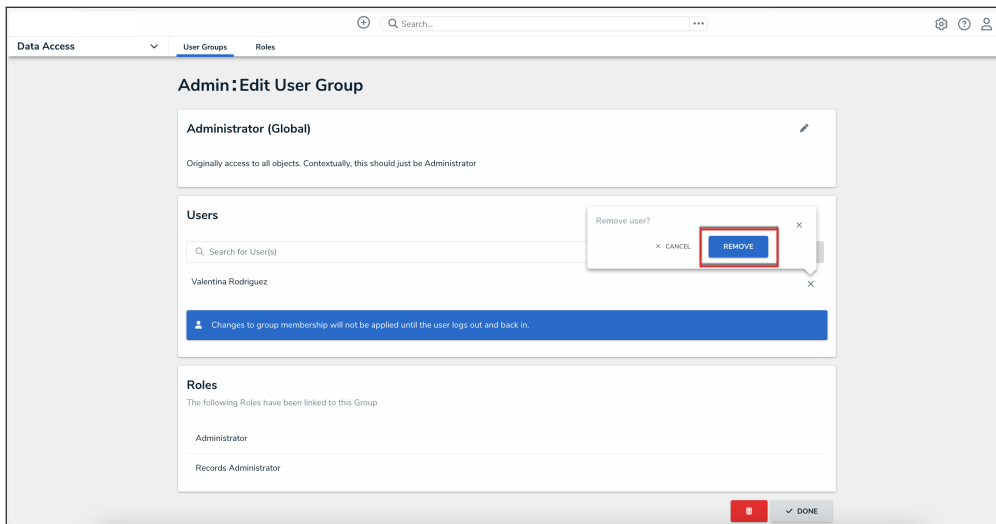 Search...
Data Access
User Groups
Roles
Admin:Edit User Group
Administrator (Global)
Originally access to all objects. Contextually, this should just be Administrator
Users
Remove user?
× CANCEL
REMOVE
Search for User(s)
Valentina Rodriguez
Changes to group membership will not be applied until the user logs out and back in.
Roles
The following Roles have been linked to this Group
Administrator
Records Administrator
DONE